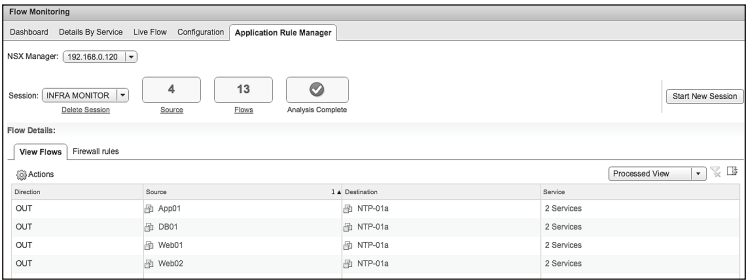 Flow Monitoring
Dashboard Details By Service Live Flow Configuration Application Rule Manager
NSX Manager: 192.168.0.120
Session: INFRA MONITOR 4 13 Start New Session
Delete Session Source Flows Analysis Complete
Flow Details:
View Flows Firewall rules
Actions Processed View
Direction Source 1 ▲ Destination Service
OUT App01 NTP-01a 2 Services
OUT DB01 NTP-01a 2 Services
OUT Web01 NTP-01a 2 Services
OUT Web02 NTP-01a 2 Services